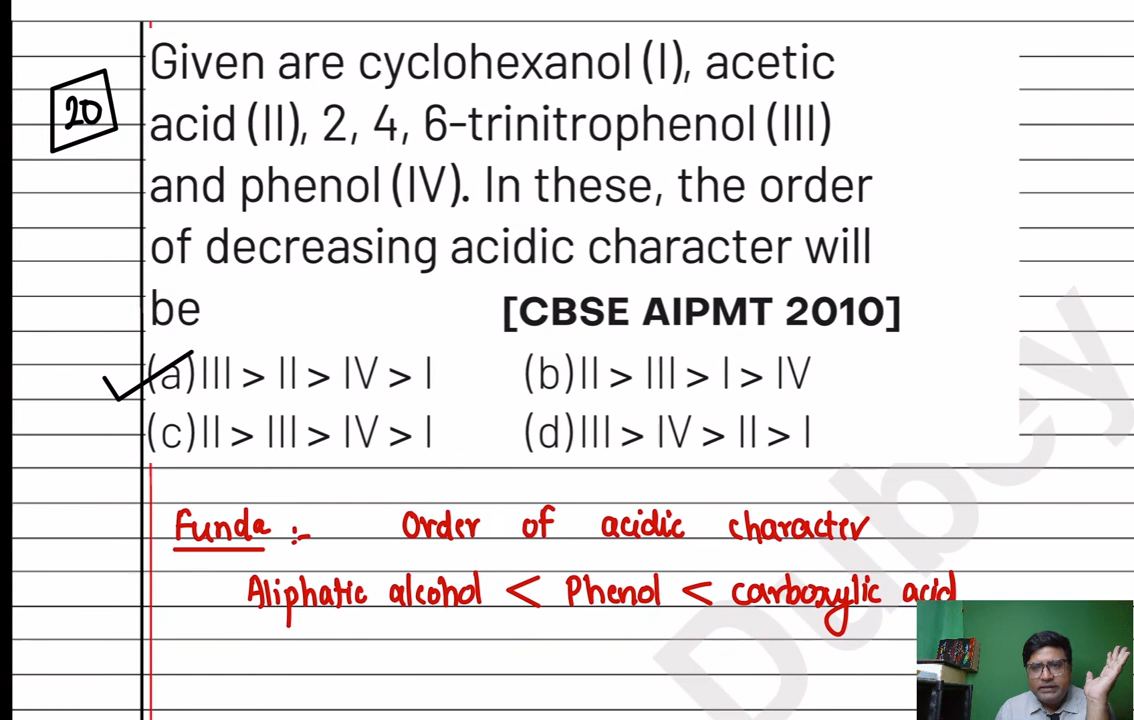 20
Given are cyclohexanol (I), acetic
acid (II), 2, 4, 6-trinitrophenol (III)
and phenol (IV). In these, the order
of decreasing acidic character will
be [CBSE AIPMT 2010]
(a) III > II > IV > I (b) II > III > I > IV
(c) II > III > IV > I (d) III > IV > II > I
Funda :- Order of acidic character
Aliphatic alcohol < Phenol < carboxylic acid
Dubey